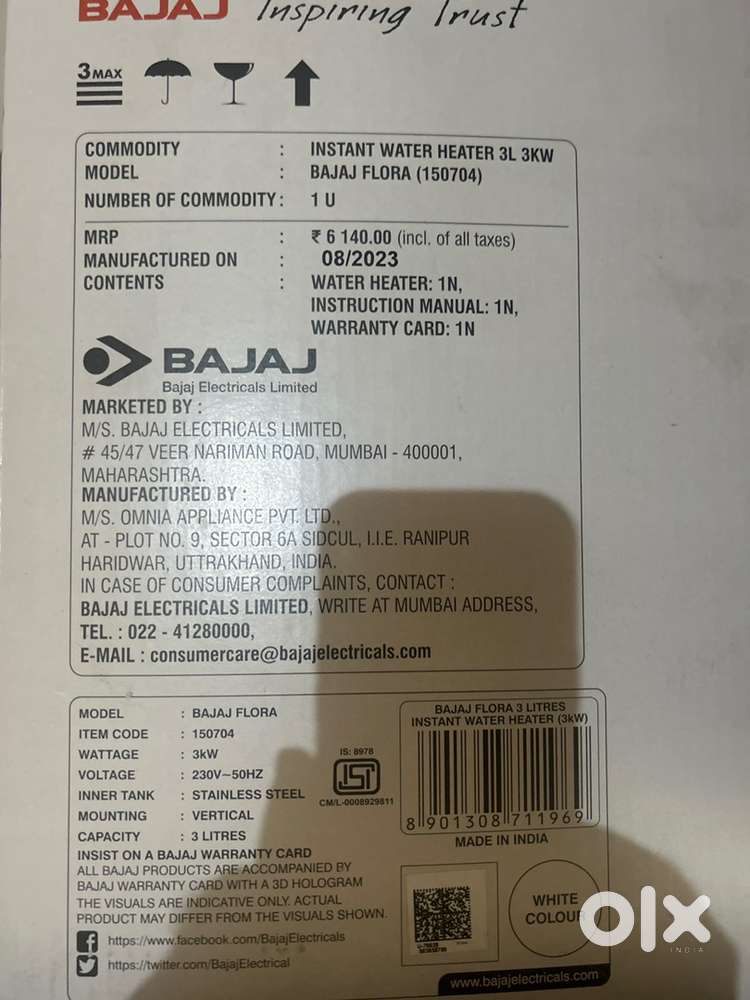 BAJAJ Inspiring Trust
3 MAX
COMMODITY : INSTANT WATER HEATER 3L 3KW
MODEL : BAJAJ FLORA (150704)
NUMBER OF COMMODITY : 1 U
MRP : ₹ 6 140.00 (incl. of all taxes)
MANUFACTURED ON : 08/2023
CONTENTS : WATER HEATER: 1N,
INSTRUCTION MANUAL: 1N,
WARRANTY CARD: 1N
BAJAJ
Bajaj Electricals Limited
MARKETED BY :
M/S. BAJAJ ELECTRICALS LIMITED,
# 45/47 VEER NARIMAN ROAD, MUMBAI - 400001,
MAHARASHTRA.
MANUFACTURED BY :
M/S. OMNIA APPLIANCE PVT. LTD.,
AT - PLOT NO. 9, SECTOR 6A SIDCUL, I.I.E. RANIPUR
HARIDWAR, UTTRAKHAND, INDIA.
IN CASE OF CONSUMER COMPLAINTS, CONTACT :
BAJAJ ELECTRICALS LIMITED, WRITE AT MUMBAI ADDRESS,
TEL. : 022 - 41280000,
E-MAIL : consumercare@bajajelectricals.com
MODEL : BAJAJ FLORA
ITEM CODE : 150704
WATTAGE : 3kW
VOLTAGE : 230V~50HZ
INNER TANK : STAINLESS STEEL
MOUNTING : VERTICAL
CAPACITY : 3 LITRES
IS: 8978
ISI
CM/L-0008929811
BAJAJ FLORA 3 LITRES
INSTANT WATER HEATER (3kW)
8 901308 711969
MADE IN INDIA
INSIST ON A BAJAJ WARRANTY CARD
ALL BAJAJ PRODUCTS ARE ACCOMPANIED BY
BAJAJ WARRANTY CARD WITH A 3D HOLOGRAM
THE VISUALS ARE INDICATIVE ONLY. ACTUAL
PRODUCT MAY DIFFER FROM THE VISUALS SHOWN.
https://www.facebook.com/BajajElectricals
https://twitter.com/BajajElectrical
WHITE
COLOUR
www.bajajelectricals.com
olx
INDIA